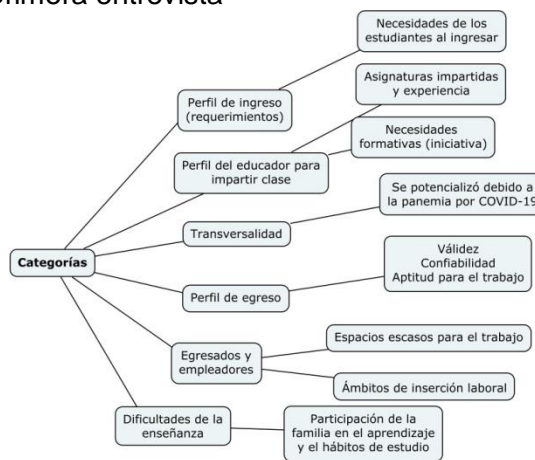 primera entrevista
Necesidades de los
estudiantes al ingresar
Asignaturas impartidas
y experiencia
Perfil de ingreso
(requerimientos)
Necesidades
formativas (iniciativa)
Perfil del educador para
impartir clase
Se potencializó debido a
la panemia por COVID-19
Transversalidad
Categorías
Válidez
Confiabilidad
Aptitud para el trabajo
Perfil de egreso
Espacios escasos para el trabajo
Egresados y
empleadores
Ámbitos de inserción laboral
Dificultades de la
enseñanza
Participación de la
familia en el aprendizaje
y el hábitos de estudio